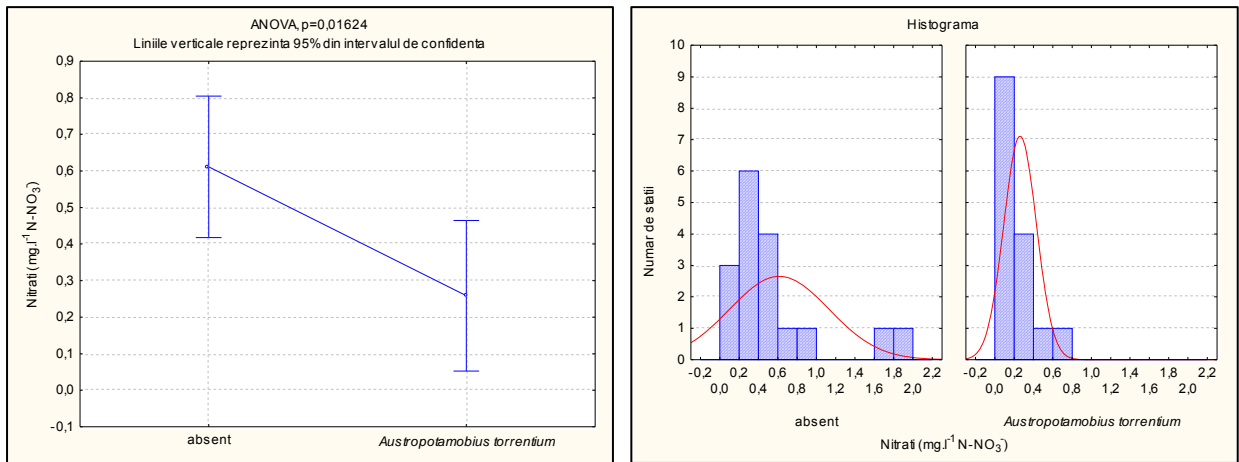 ANOVA, p=0,01624
Liniile verticale reprezinta 95% din intervalul de confidenta
0,9
0,8
0,7
0,6
0,5
0,4
0,3
0,2
0,1
0,0
-0,1
Nitrati (mg.l⁻¹ N-NO₃⁻)
absent
Austropotamobius torrentium
Histograma
10
9
8
7
6
5
4
3
2
1
0
Numar de statii
-0,2 0,2 0,6 1,0 1,4 1,8 2,2
0,0 0,4 0,8 1,2 1,6 2,0
absent
-0,2 0,2 0,6 1,0 1,4 1,8 2,2
0,0 0,4 0,8 1,2 1,6 2,0
Austropotamobius torrentium
Nitrati (mg.l⁻¹ N-NO₃⁻)